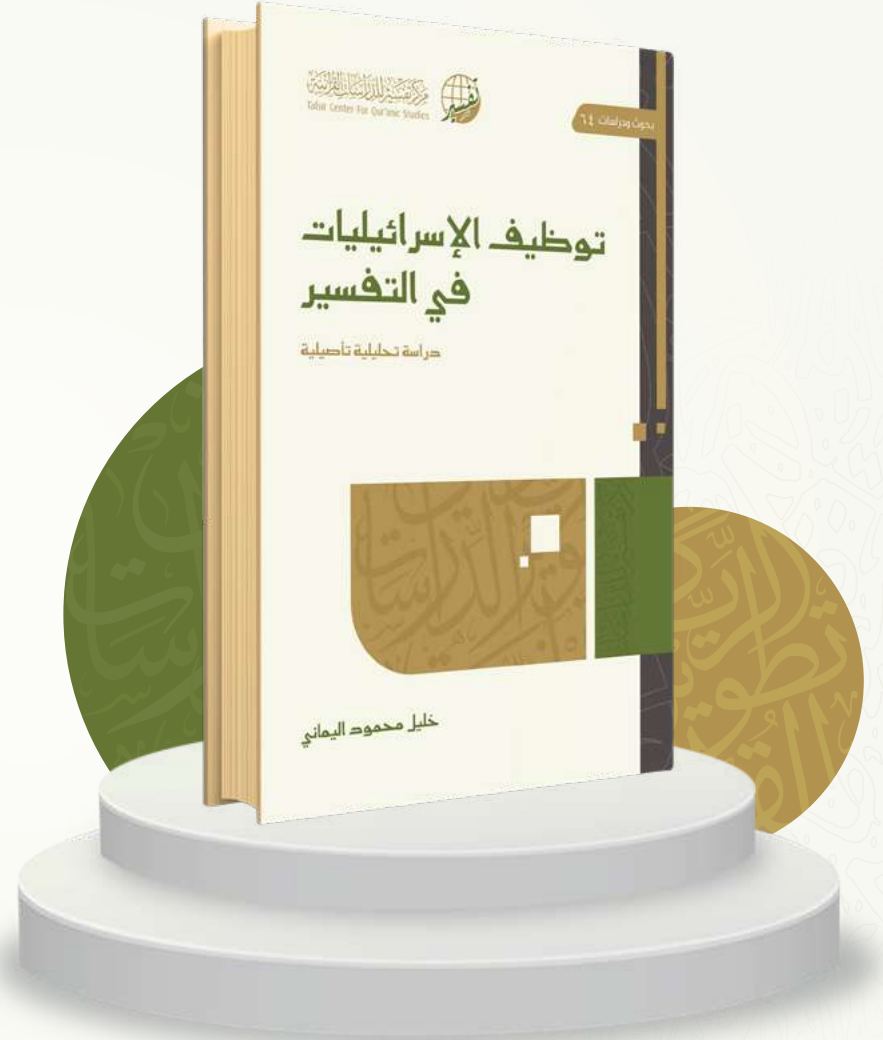 مركز تفسير للدراسات القرآنية
Tafsir Center For Qur'anic Studies
تفسير
بحوث ودراسات ٦٤
توظيف الإسرائيليات
في التفسير
دراسة تحليلية تأصيلية
خليل محمود اليماني